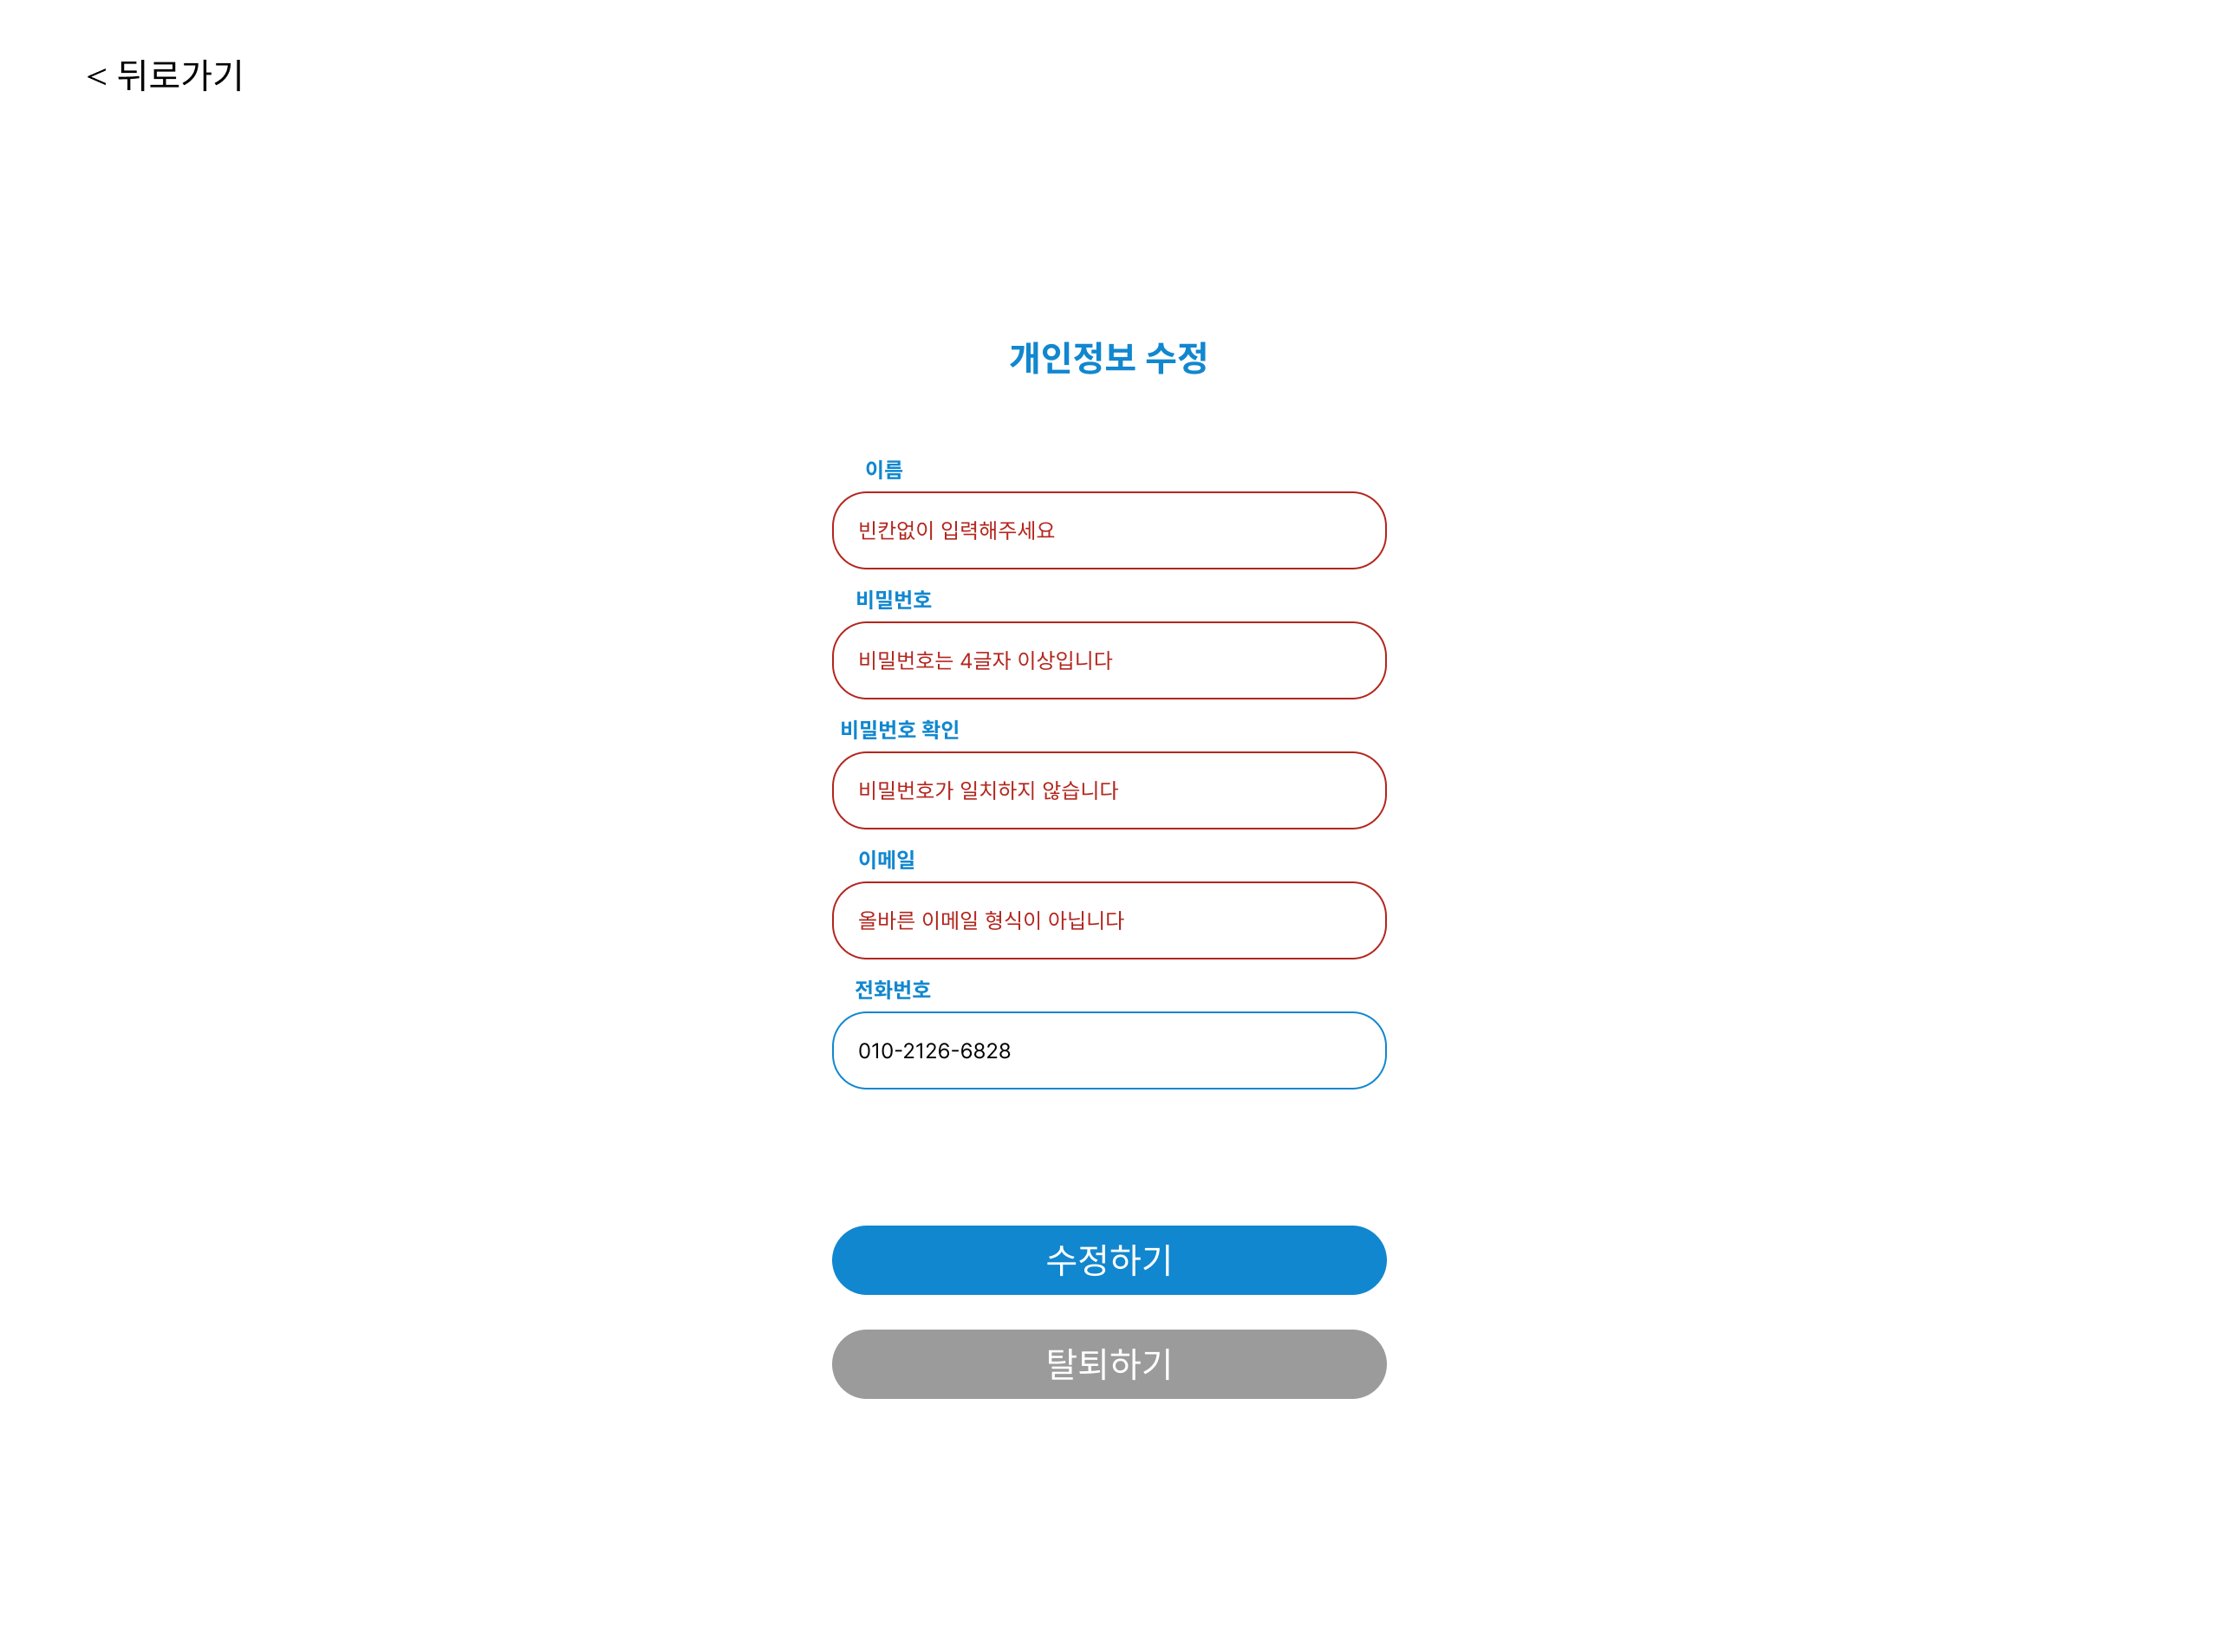 < 뒤로가기
개인정보 수정
이름
빈칸없이 입력해주세요
비밀번호
비밀번호는 4글자 이상입니다
비밀번호 확인
비밀번호가 일치하지 않습니다
이메일
올바른 이메일 형식이 아닙니다
전화번호
010-2126-6828
수정하기
탈퇴하기